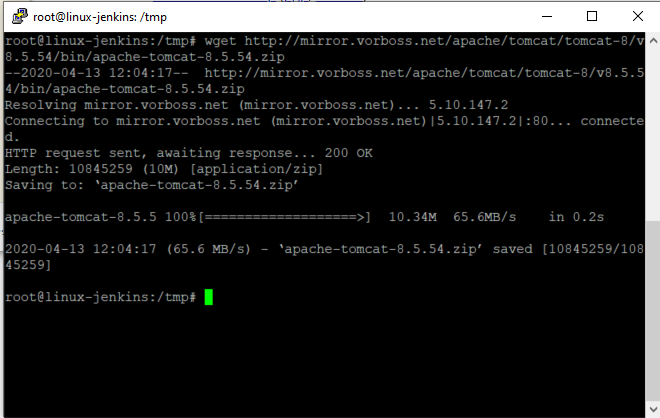 root@linux-jenkins: /tmp
root@linux-jenkins:/tmp# wget http://mirror.vorboss.net/apache/tomcat/tomcat-8/v
8.5.54/bin/apache-tomcat-8.5.54.zip
--2020-04-13 12:04:17--  http://mirror.vorboss.net/apache/tomcat/tomcat-8/v8.5.5
4/bin/apache-tomcat-8.5.54.zip
Resolving mirror.vorboss.net (mirror.vorboss.net)... 5.10.147.2
Connecting to mirror.vorboss.net (mirror.vorboss.net)|5.10.147.2|:80... connecte
d.
HTTP request sent, awaiting response... 200 OK
Length: 10845259 (10M) [application/zip]
Saving to: ‘apache-tomcat-8.5.54.zip’
apache-tomcat-8.5.5 100%[===================>]  10.34M  65.6MB/s    in 0.2s
2020-04-13 12:04:17 (65.6 MB/s) - ‘apache-tomcat-8.5.54.zip’ saved [10845259/108
45259]
root@linux-jenkins:/tmp#